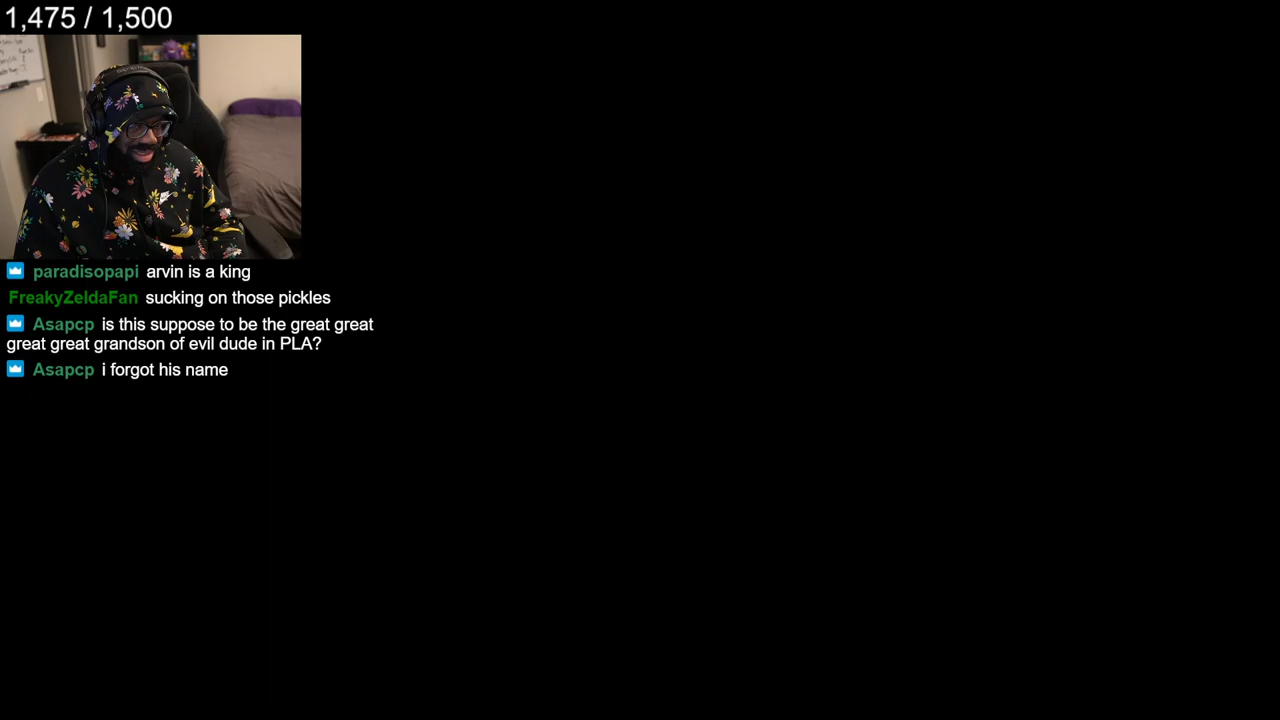 1,475 / 1,500
paradisopapi arvin is a king
FreakyZeldaFan sucking on those pickles
Asapcp is this suppose to be the great great
great great grandson of evil dude in PLA?
Asapcp i forgot his name